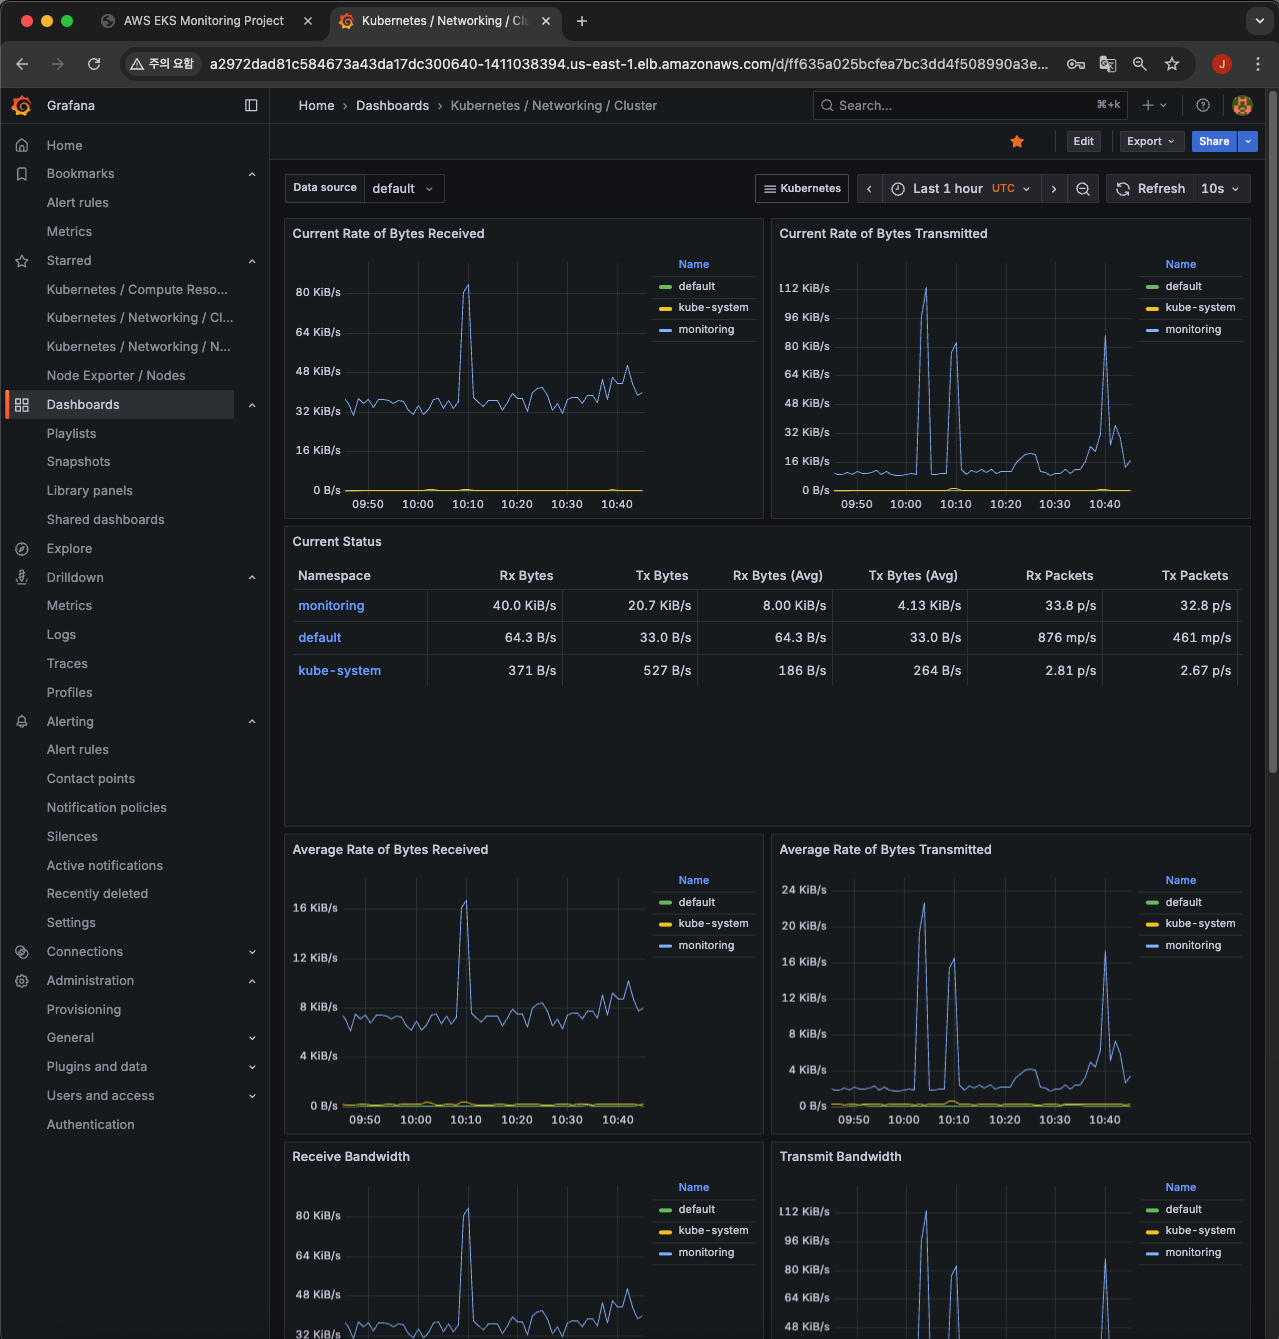 AWS EKS Monitoring Project
Kubernetes / Networking / Cl
주의 요함
a2972dad81c584673a43da17dc300640-1411038394.us-east-1.elb.amazonaws.com/d/ff635a025bcfea7bc3dd4f508990a3e...
J
Grafana
Home › Dashboards › Kubernetes / Networking / Cluster
Search...
⌘+k
Home
Bookmarks
Alert rules
Metrics
Starred
Kubernetes / Compute Reso...
Kubernetes / Networking / Cl...
Kubernetes / Networking / N...
Node Exporter / Nodes
Dashboards
Playlists
Snapshots
Library panels
Shared dashboards
Explore
Drilldown
Metrics
Logs
Traces
Profiles
Alerting
Alert rules
Contact points
Notification policies
Silences
Active notifications
Recently deleted
Settings
Connections
Administration
Provisioning
General
Plugins and data
Users and access
Authentication
Edit
Export
Share
Data source
default
Kubernetes
Last 1 hour UTC
Refresh
10s
Current Rate of Bytes Received
80 KiB/s
64 KiB/s
48 KiB/s
32 KiB/s
16 KiB/s
0 B/s
09:50 10:00 10:10 10:20 10:30 10:40
Name
default
kube-system
monitoring
Current Rate of Bytes Transmitted
112 KiB/s
96 KiB/s
80 KiB/s
64 KiB/s
48 KiB/s
32 KiB/s
16 KiB/s
0 B/s
09:50 10:00 10:10 10:20 10:30 10:40
Name
default
kube-system
monitoring
Current Status
Namespace Rx Bytes Tx Bytes Rx Bytes (Avg) Tx Bytes (Avg) Rx Packets Tx Packets
monitoring 40.0 KiB/s 20.7 KiB/s 8.00 KiB/s 4.13 KiB/s 33.8 p/s 32.8 p/s
default 64.3 B/s 33.0 B/s 64.3 B/s 33.0 B/s 876 mp/s 461 mp/s
kube-system 371 B/s 527 B/s 186 B/s 264 B/s 2.81 p/s 2.67 p/s
Average Rate of Bytes Received
16 KiB/s
12 KiB/s
8 KiB/s
4 KiB/s
0 B/s
09:50 10:00 10:10 10:20 10:30 10:40
Name
default
kube-system
monitoring
Average Rate of Bytes Transmitted
24 KiB/s
20 KiB/s
16 KiB/s
12 KiB/s
8 KiB/s
4 KiB/s
0 B/s
09:50 10:00 10:10 10:20 10:30 10:40
Name
default
kube-system
monitoring
Receive Bandwidth
80 KiB/s
64 KiB/s
48 KiB/s
32 KiB/s
Name
default
kube-system
monitoring
Transmit Bandwidth
112 KiB/s
96 KiB/s
80 KiB/s
64 KiB/s
48 KiB/s
Name
default
kube-system
monitoring